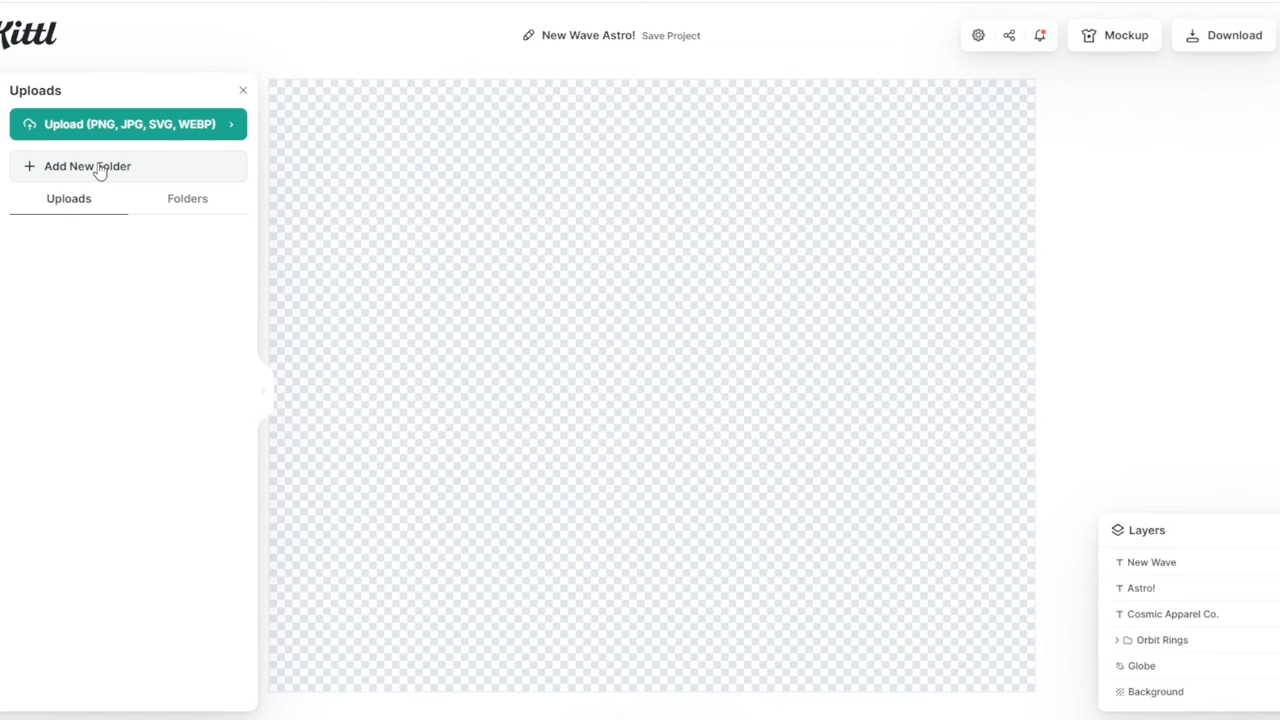 Kittl
New Wave Astro! Save Project
Mockup
Download
Uploads
Upload (PNG, JPG, SVG, WEBP)
Add New Folder
Uploads Folders
Layers
New Wave
Astro!
Cosmic Apparel Co.
Orbit Rings
Globe
Background